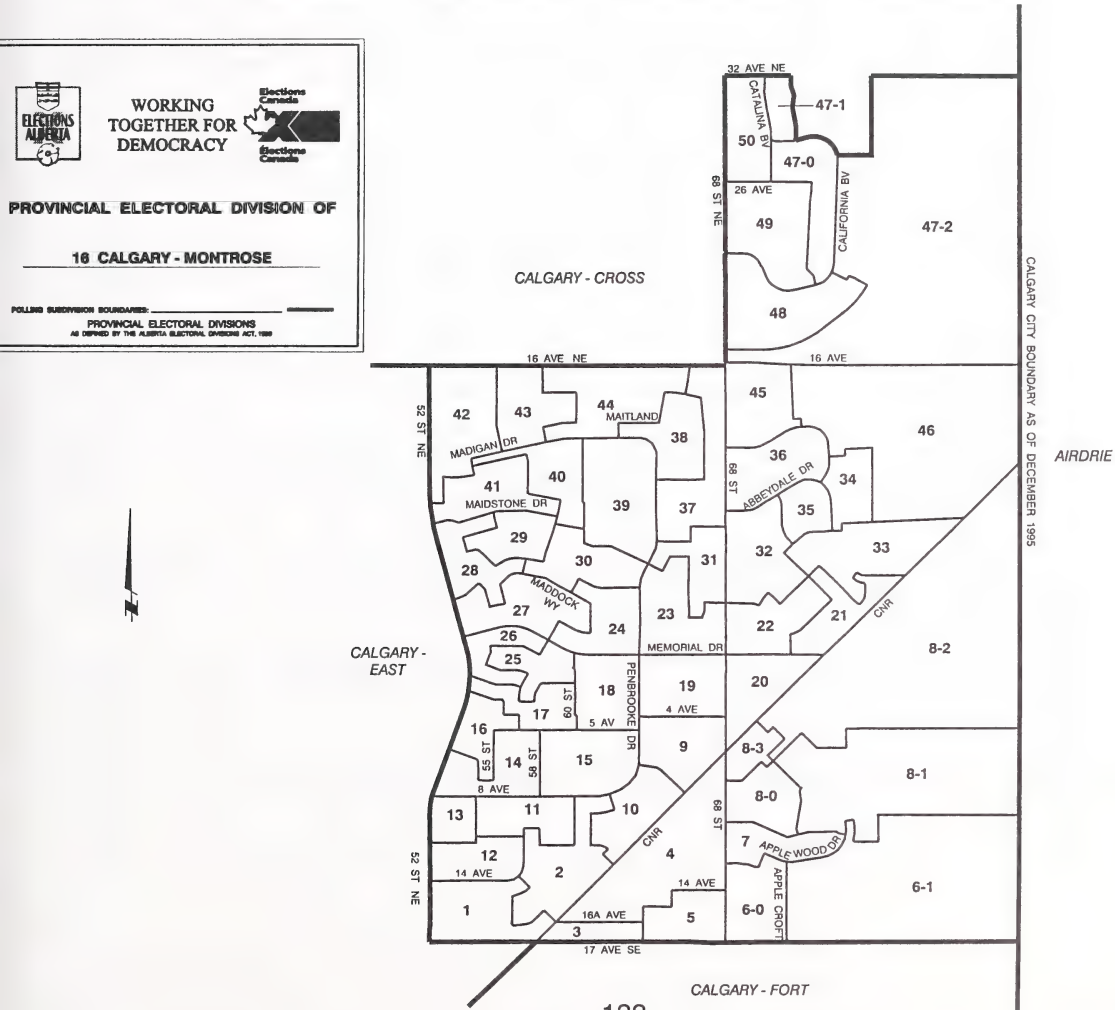 Elections
Canada
ELECTIONS
ALBERTA
WORKING
TOGETHER FOR
DEMOCRACY
Élections
Canada
PROVINCIAL ELECTORAL DIVISION OF
16 CALGARY - MONTROSE
POLLING SUBDIVISION BOUNDARIES:
PROVINCIAL ELECTORAL DIVISIONS
AS DEFINED BY THE ALBERTA ELECTORAL DIVISIONS ACT,
32 AVE NE
CATALINA BV
47-1
50
47-0
68 ST NE
26 AVE
49
CALIFORNIA BV
47-2
CALGARY - CROSS
48
CALGARY CITY BOUNDARY AS OF DECEMBER 1995
16 AVE NE
16 AVE
52 ST NE
42
43
44
MAITLAND
45
38
46
MADIGAN DR
36
AIRDRIE
68 ST
ABBEYDALE DR
34
41
40
39
MAIDSTONE DR
37
35
29
32
33
28
30
31
MADDOCK
WY
27
23
21
CNR
24
22
26
MEMORIAL DR
8-2
CALGARY -
EAST
25
18
PENBROOKE DR
19
20
60 ST
17
4 AVE
16
5 AV
9
8-3
55 ST
14
58 ST
15
8-1
8 AVE
8-0
13
11
10
68 ST
CNR
7
APPLEWOOD DR
12
4
14 AVE
2
14 AVE
6-1
52 ST NE
1
16A AVE
5
6-0
APPLE CROFT
3
17 AVE SE
CALGARY - FORT